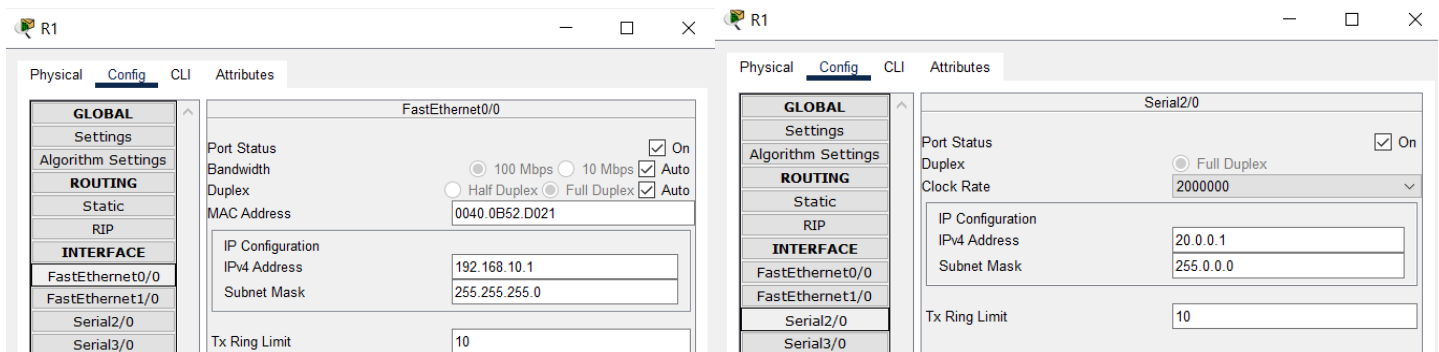 R1
Physical Config CLI Attributes
GLOBAL
Settings
Algorithm Settings
ROUTING
Static
RIP
INTERFACE
FastEthernet0/0
FastEthernet1/0
Serial2/0
Serial3/0
FastEthernet0/0
Port Status On
Bandwidth 100 Mbps 10 Mbps Auto
Duplex Half Duplex Full Duplex Auto
MAC Address 0040.0B52.D021
IP Configuration
IPv4 Address 192.168.10.1
Subnet Mask 255.255.255.0
Tx Ring Limit 10
R1
Physical Config CLI Attributes
GLOBAL
Settings
Algorithm Settings
ROUTING
Static
RIP
INTERFACE
FastEthernet0/0
FastEthernet1/0
Serial2/0
Serial3/0
Serial2/0
Port Status On
Duplex Full Duplex
Clock Rate 2000000
IP Configuration
IPv4 Address 20.0.0.1
Subnet Mask 255.0.0.0
Tx Ring Limit 10